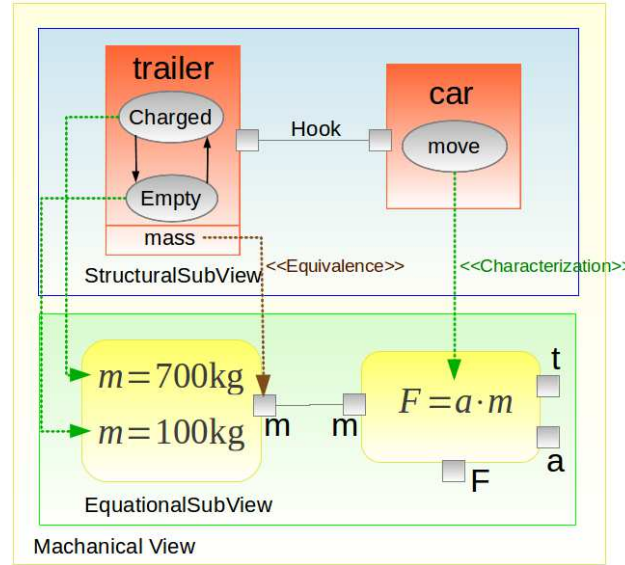 trailer
car
Charged
Hook
move
Empty
mass
StructuralSubView
<<Equivalence>>
<<Characterization>>
m=700kg
m=100kg
m
m
F=a·m
t
a
F
EquationalSubView
Machanical View